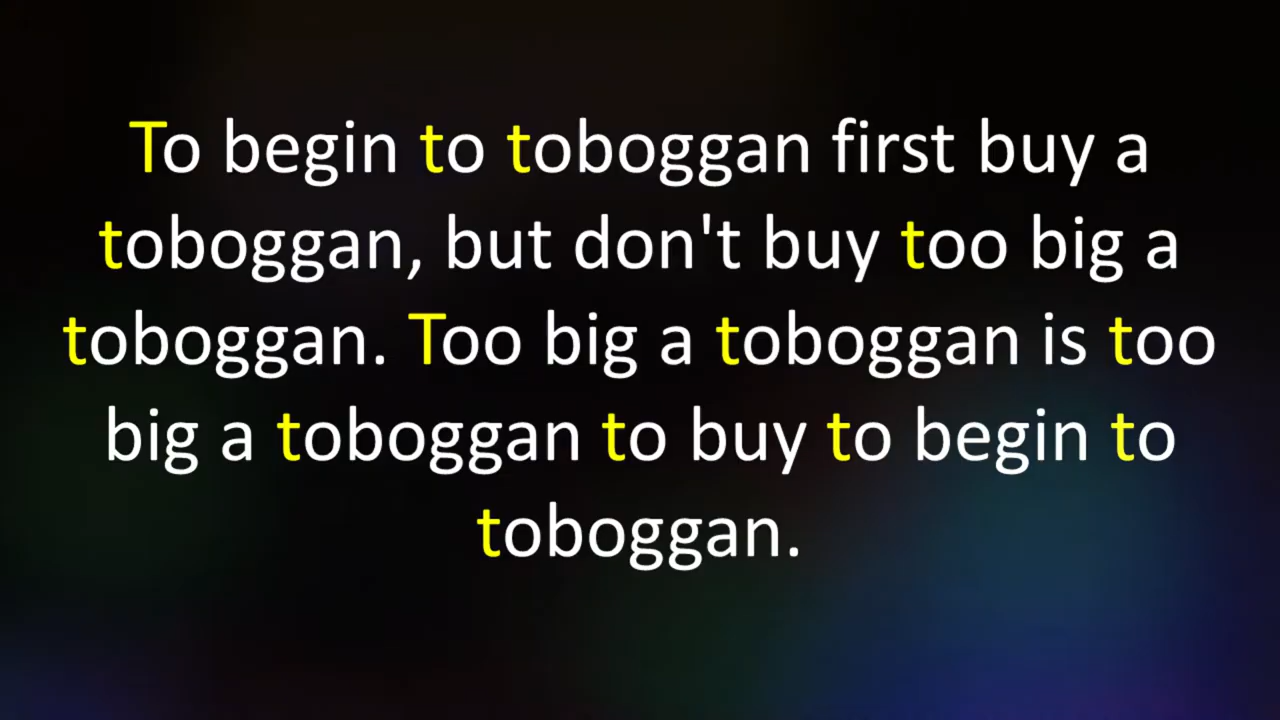 To begin to toboggan first buy a
toboggan, but don't buy too big a
toboggan. Too big a toboggan is too
big a toboggan to buy to begin to
toboggan.